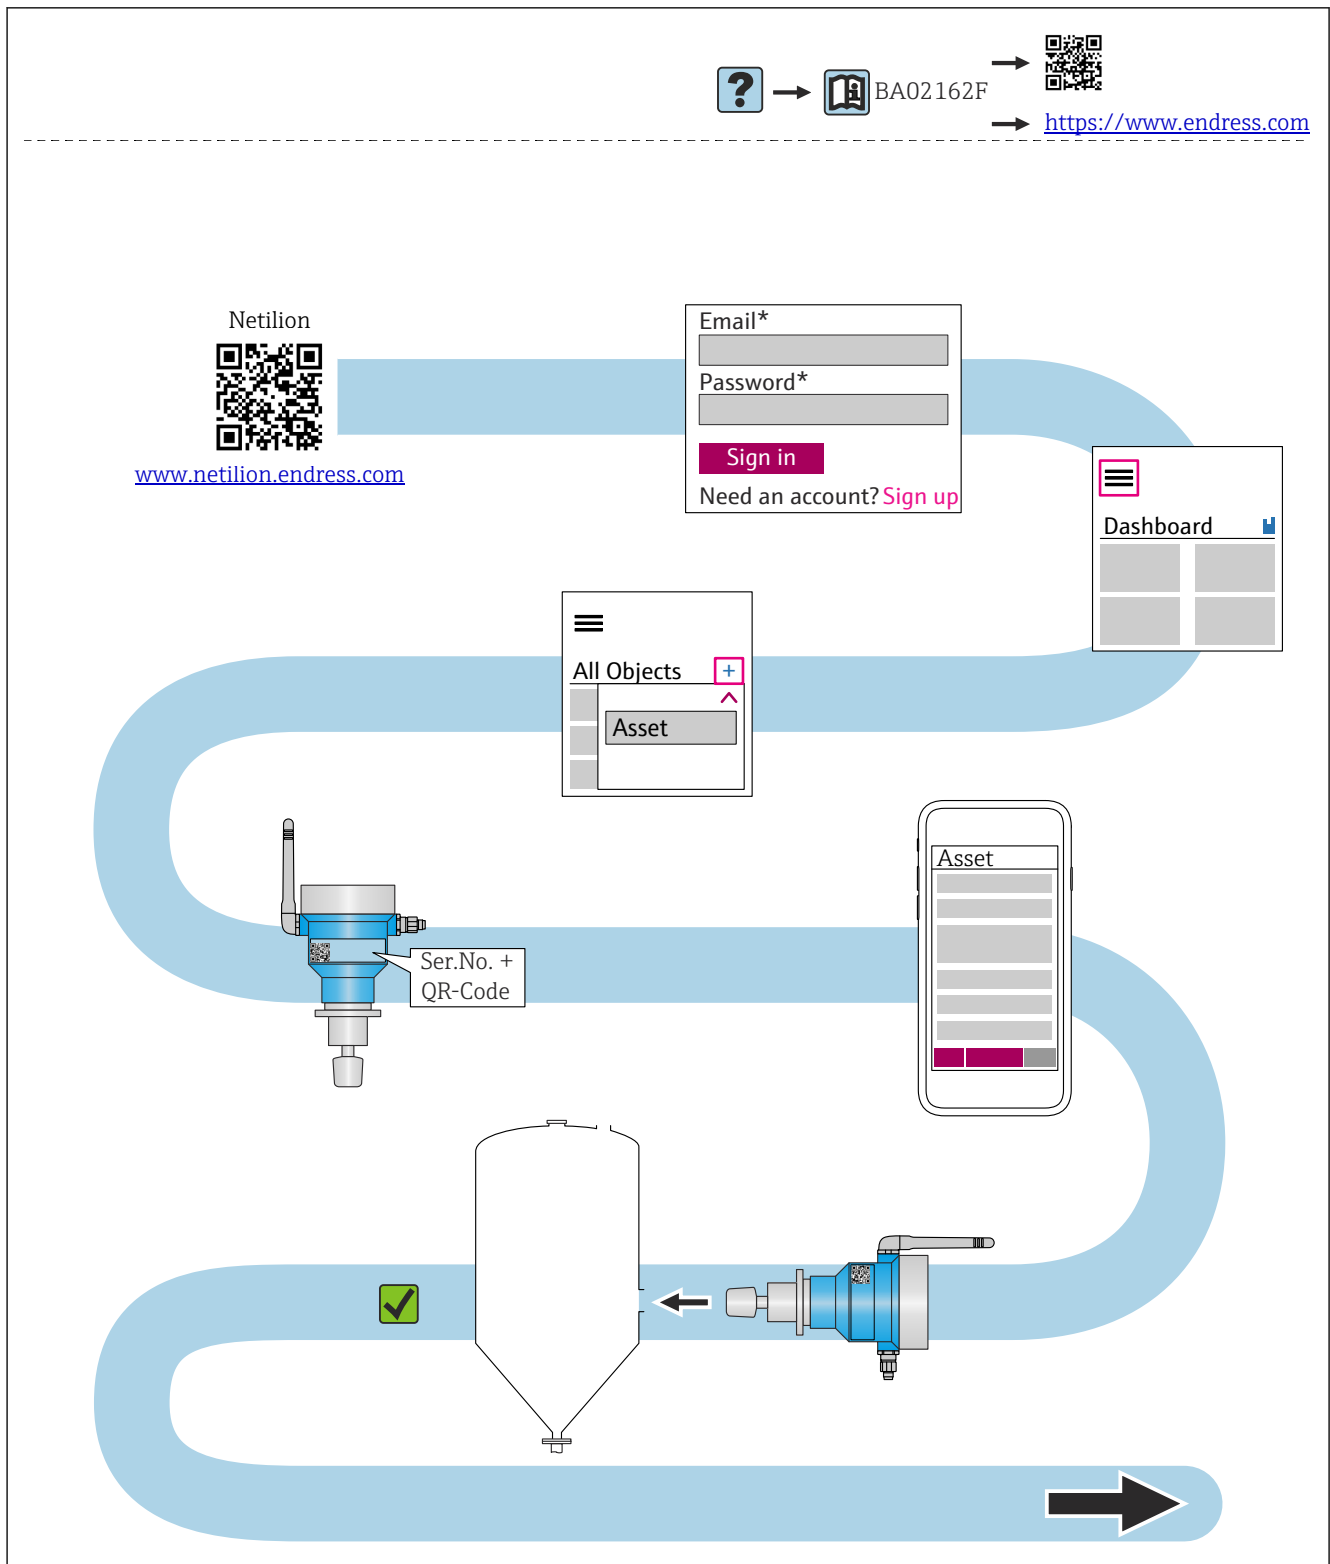 BA02162F
https://www.endress.com
Netilion
www.netilion.endress.com
Email*
Password*
Sign in
Need an account? Sign up
Dashboard
All Objects +
Asset
Ser.No. +
QR-Code
Asset